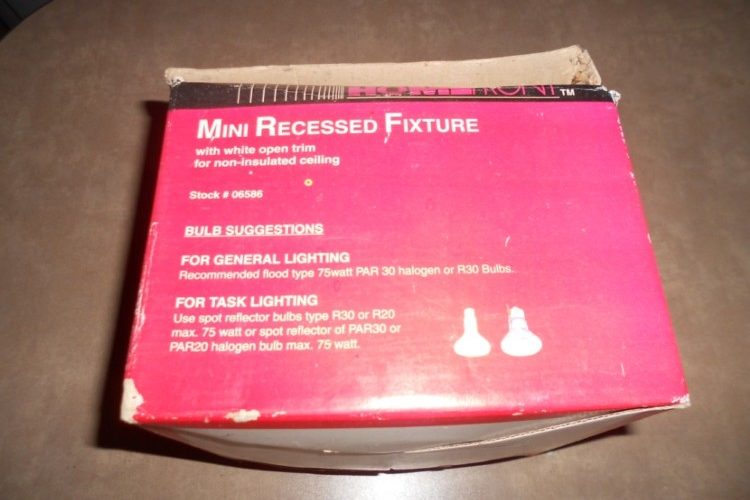 HOME FRONT™
MINI RECESSED FIXTURE
with white open trim
for non-insulated ceiling
Stock # 06586
BULB SUGGESTIONS
FOR GENERAL LIGHTING
Recommended flood type 75watt PAR 30 halogen or R30 Bulbs.
FOR TASK LIGHTING
Use spot reflector bulbs type R30 or R20
max. 75 watt or spot reflector of PAR30 or
PAR20 halogen bulb max. 75 watt.